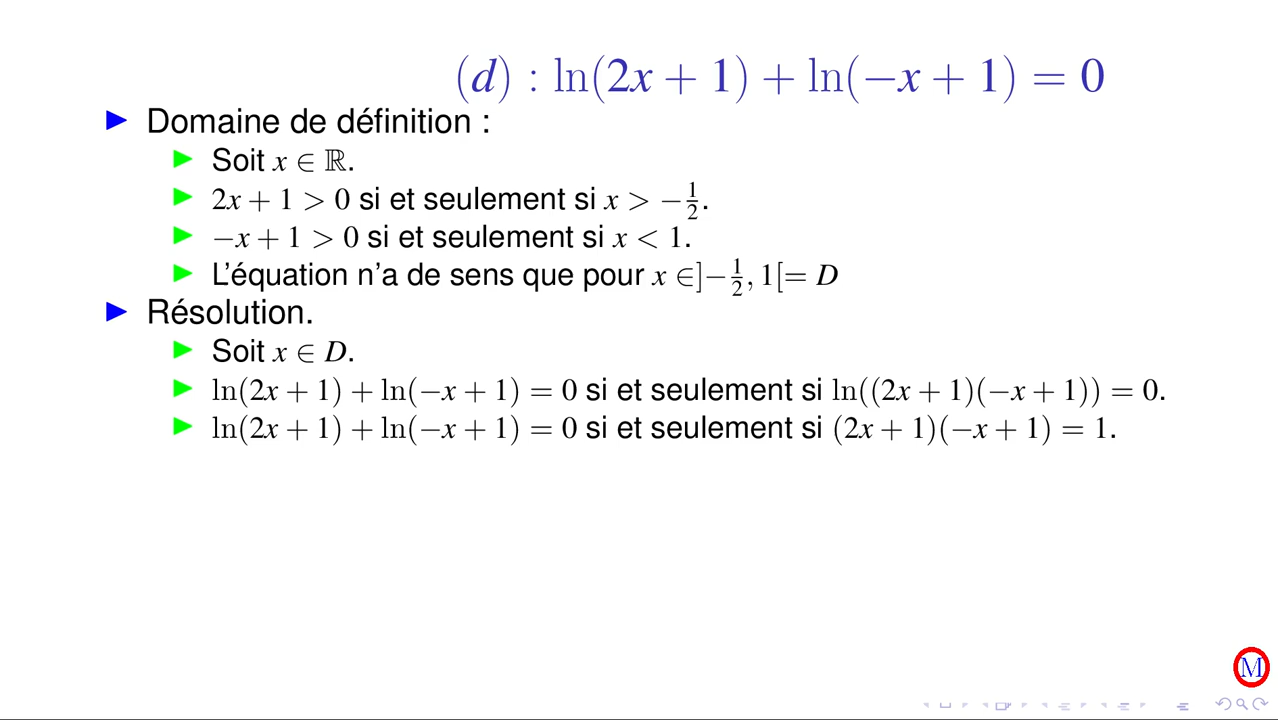 (d) : ln(2x + 1) + ln(−x + 1) = 0
Domaine de définition :
Soit x ∈ ℝ.
2x + 1 > 0 si et seulement si x > −1/2.
−x + 1 > 0 si et seulement si x < 1.
L'équation n'a de sens que pour x ∈]−1/2, 1[= D
Résolution.
Soit x ∈ D.
ln(2x + 1) + ln(−x + 1) = 0 si et seulement si ln((2x + 1)(−x + 1)) = 0.
ln(2x + 1) + ln(−x + 1) = 0 si et seulement si (2x + 1)(−x + 1) = 1.
M